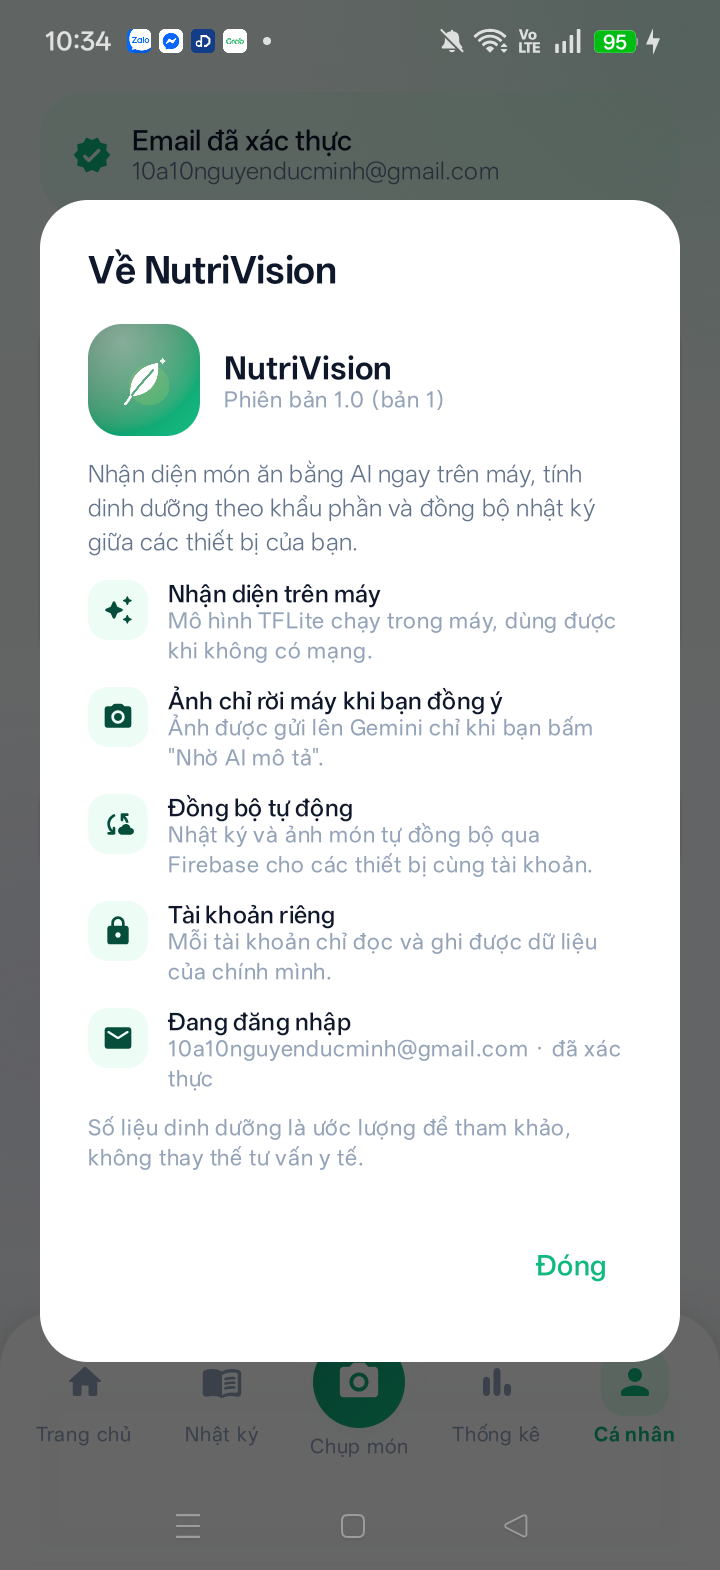 10:34
Zalo
Grab
Vo
LTE
95
Email đã xác thực
10a10nguyenducminh@gmail.com
Về NutriVision
NutriVision
Phiên bản 1.0 (bản 1)
Nhận diện món ăn bằng AI ngay trên máy, tính
dinh dưỡng theo khẩu phần và đồng bộ nhật ký
giữa các thiết bị của bạn.
Nhận diện trên máy
Mô hình TFLite chạy trong máy, dùng được
khi không có mạng.
Ảnh chỉ rời máy khi bạn đồng ý
Ảnh được gửi lên Gemini chỉ khi bạn bấm
"Nhờ AI mô tả".
Đồng bộ tự động
Nhật ký và ảnh món tự đồng bộ qua
Firebase cho các thiết bị cùng tài khoản.
Tài khoản riêng
Mỗi tài khoản chỉ đọc và ghi được dữ liệu
của chính mình.
Đang đăng nhập
10a10nguyenducminh@gmail.com · đã xác
thực
Số liệu dinh dưỡng là ước lượng để tham khảo,
không thay thế tư vấn y tế.
Đóng
Trang chủ
Nhật ký
Chụp món
Thống kê
Cá nhân